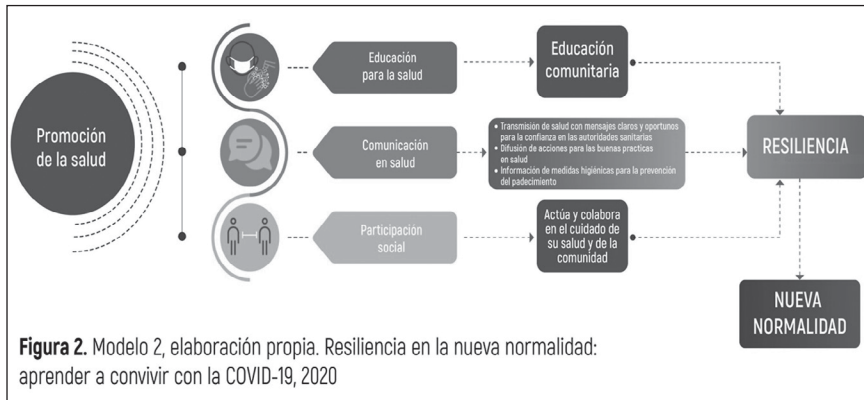 Promoción
de la salud
Educación
para la salud
Educación
comunitaria
Comunicación
en salud
• Transmisión de salud con mensajes claros y oportunos
para la confianza en las autoridades sanitarias
• Difusión de acciones para las buenas practicas
en salud
• Información de medidas higiénicas para la prevención
del padecimiento
RESILIENCIA
Participación
social
Actúa y colabora
en el cuidado de
su salud y de la
comunidad
NUEVA
NORMALIDAD
Figura 2. Modelo 2, elaboración propia. Resiliencia en la nueva normalidad:
aprender a convivir con la COVID-19, 2020